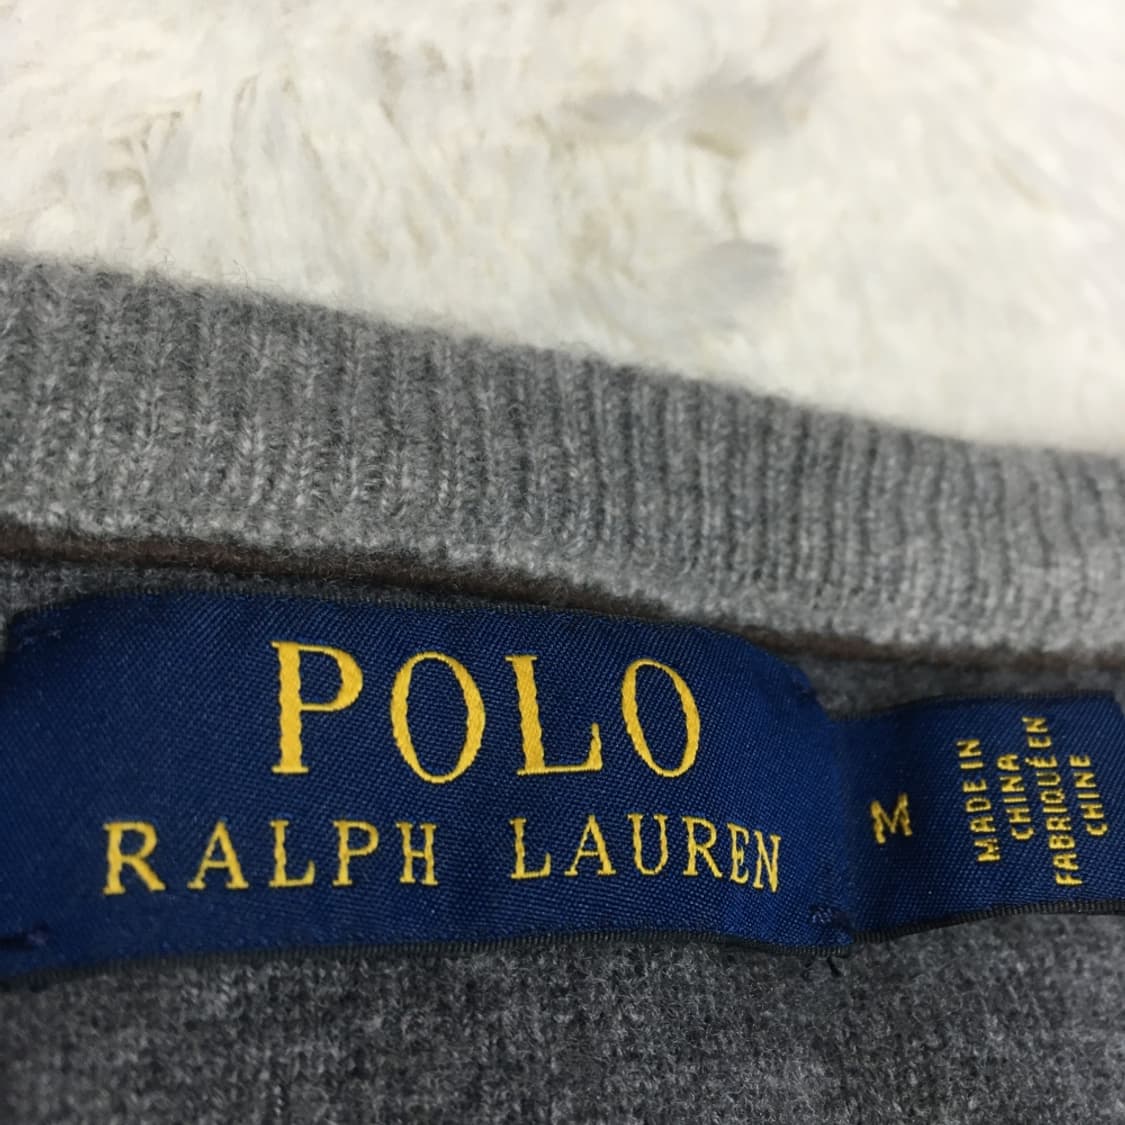 POLO
RALPH LAUREN
M
MADE IN
CHINA
FABRIQUÉ EN
CHINE